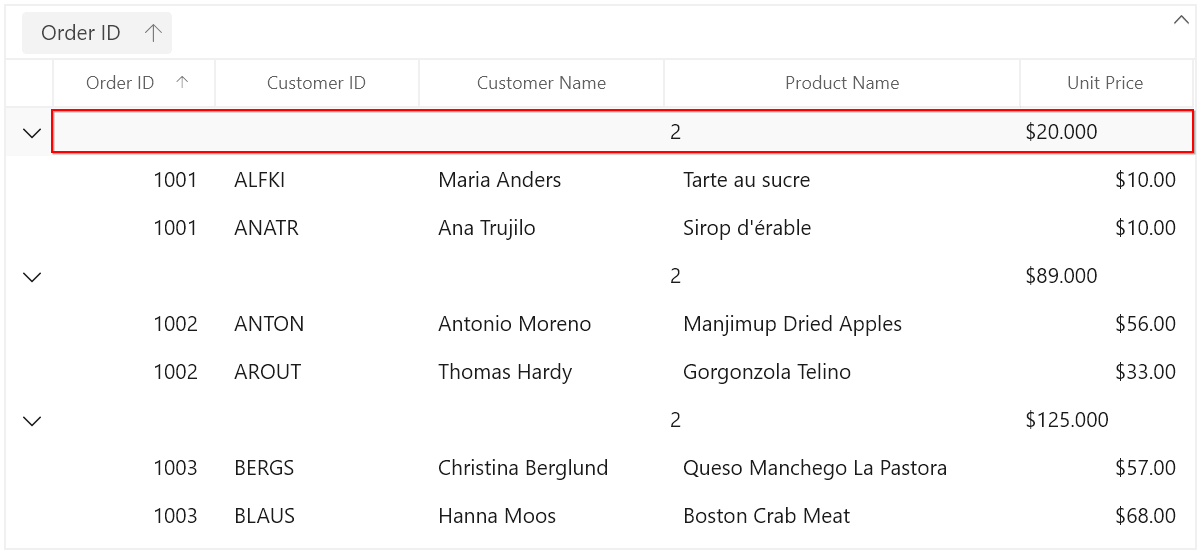 Order ID
Order ID Customer ID Customer Name Product Name Unit Price
2 $20.000
1001 ALFKI Maria Anders Tarte au sucre $10.00
1001 ANATR Ana Trujilo Sirop d'érable $10.00
2 $89.000
1002 ANTON Antonio Moreno Manjimup Dried Apples $56.00
1002 AROUT Thomas Hardy Gorgonzola Telino $33.00
2 $125.000
1003 BERGS Christina Berglund Queso Manchego La Pastora $57.00
1003 BLAUS Hanna Moos Boston Crab Meat $68.00